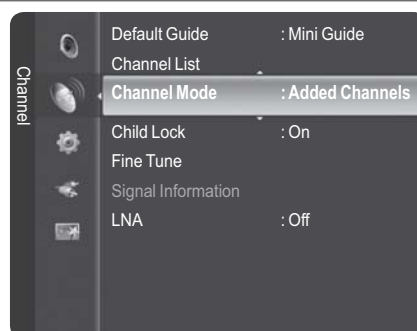 Channel
Default Guide : Mini Guide
Channel List
Channel Mode : Added Channels
Child Lock : On
Fine Tune
Signal Information
LNA : Off